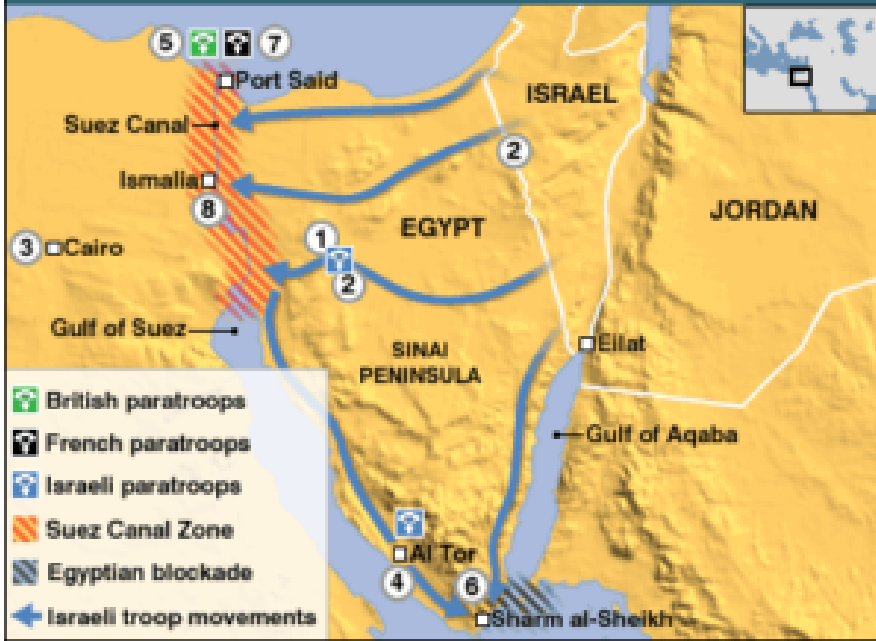 5
7
Port Said
ISRAEL
Suez Canal
2
Ismalia
8
JORDAN
EGYPT
1
3
Cairo
2
Gulf of Suez
Eilat
SINAI
PENINSULA
British paratroops
Gulf of Aqaba
French paratroops
Israeli paratroops
Suez Canal Zone
Al Tor
Egyptian blockade
4
6
Israeli troop movements
Sharm al-Sheikh